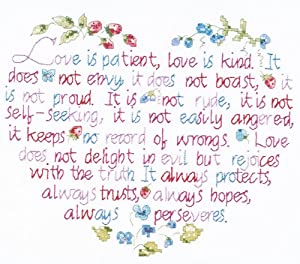 Love is patient, love is kind. It
does not envy, it does not boast, it
is not proud. It is not rude, it is not
self-seeking, it is not easily angered,
it keeps no record of wrongs. Love
does not delight in evil but rejoices
with the truth It always protects,
always trusts, always hopes,
always perseveres.